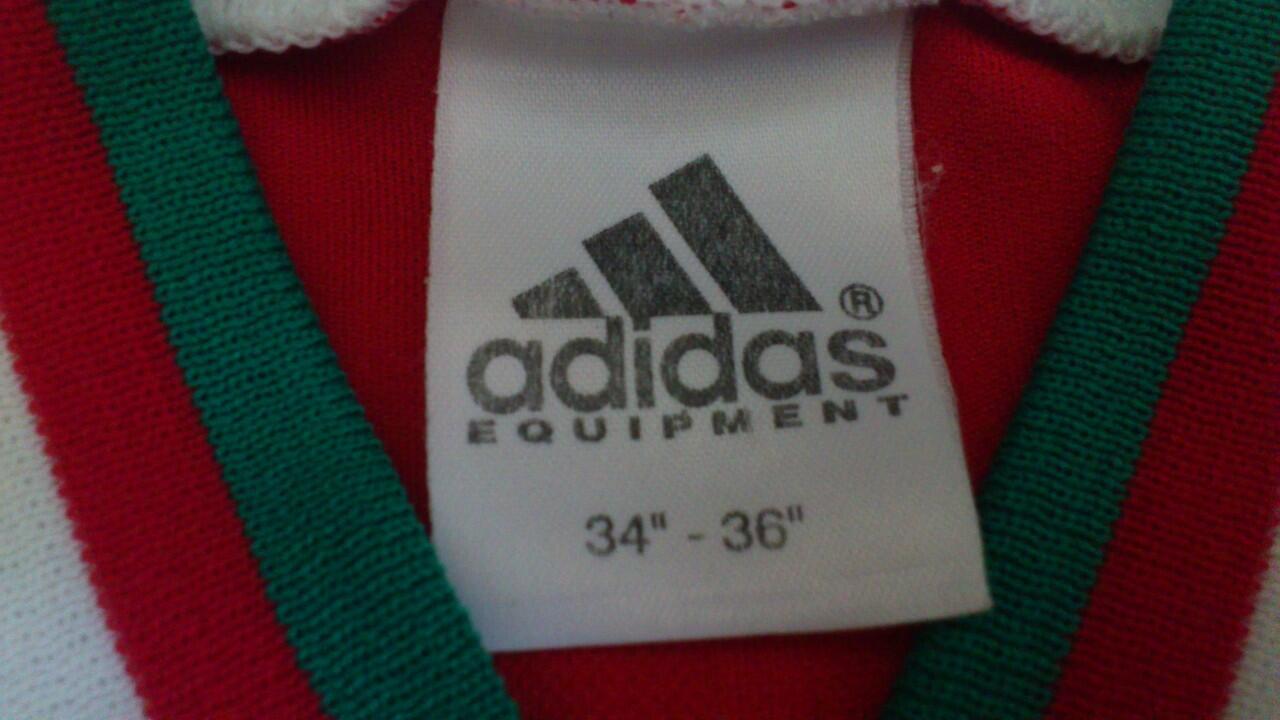 adidas®
EQUIPMENT
34" - 36"